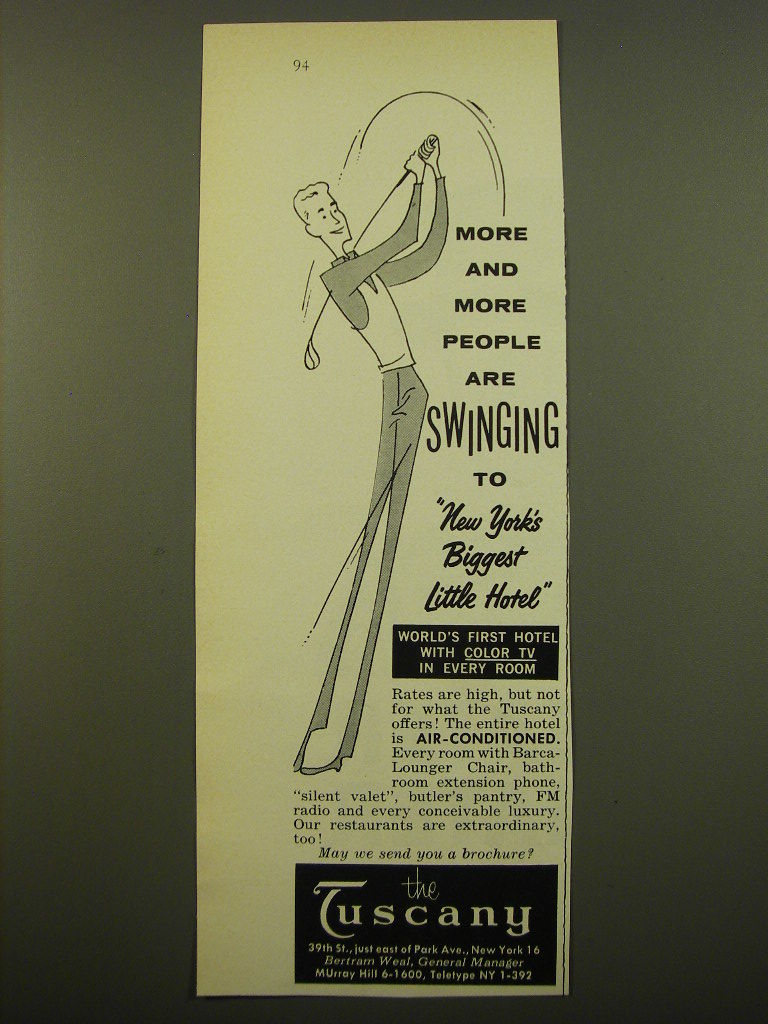 94
MORE
AND
MORE
PEOPLE
ARE
SWINGING
TO
"New York's
Biggest
Little Hotel"
WORLD'S FIRST HOTEL
WITH COLOR TV
IN EVERY ROOM
Rates are high, but not
for what the Tuscany
offers! The entire hotel
is AIR-CONDITIONED.
Every room with Barca-
Lounger Chair, bath-
room extension phone,
"silent valet", butler's pantry, FM
radio and every conceivable luxury.
Our restaurants are extraordinary,
too!
May we send you a brochure?
the
Tuscany
39th St., just east of Park Ave., New York 16
Bertram Weal, General Manager
MUrray Hill 6-1600, Teletype NY 1-392